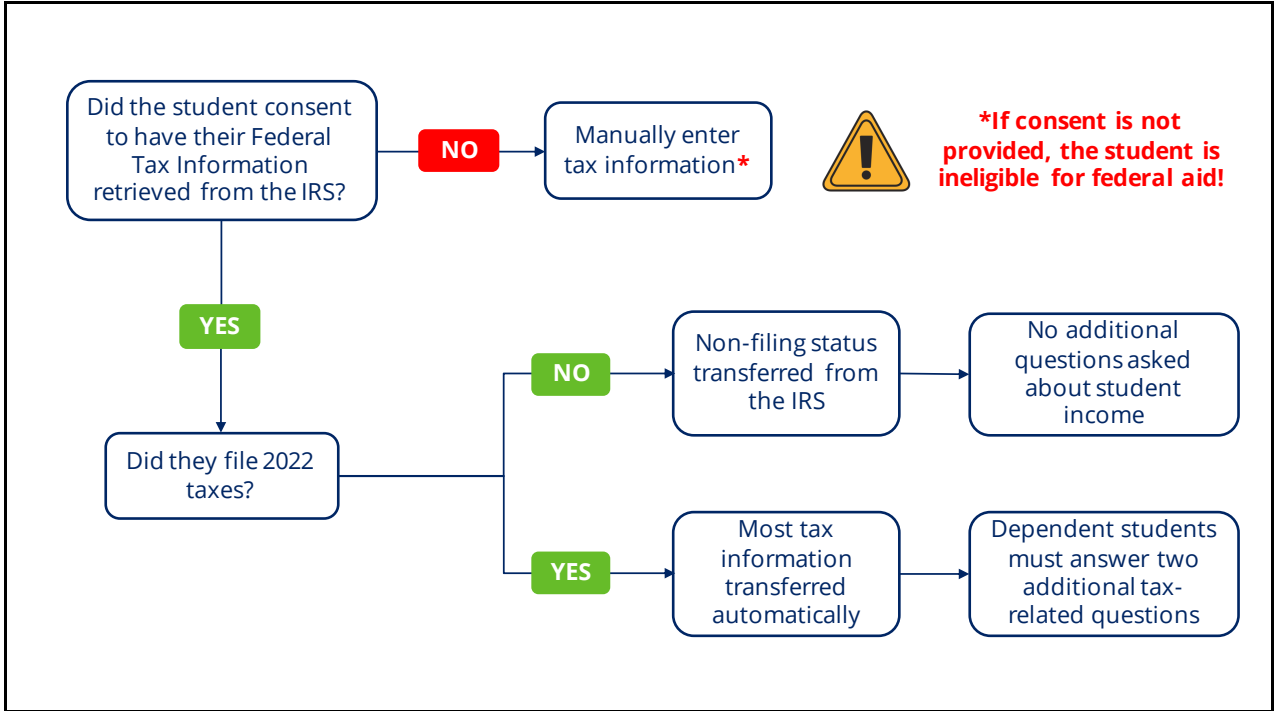 Did the student consent
to have their Federal
Tax Information
retrieved from the IRS?
NO
Manually enter
tax information*
*If consent is not
provided, the student is
ineligible for federal aid!
YES
Did they file 2022
taxes?
NO
Non-filing status
transferred from
the IRS
No additional
questions asked
about student
income
YES
Most tax
information
transferred
automatically
Dependent students
must answer two
additional tax-
related questions